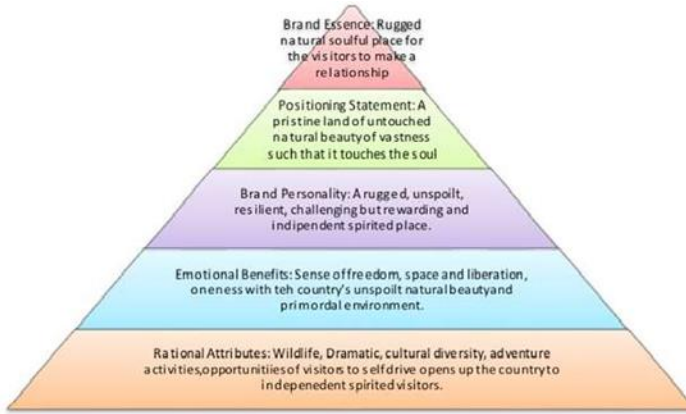 Brand Essence: Rugged
natural soulful place for
the visitors to make a
relationship
Positioning Statement: A
pristine land of untouched
natural beauty of vastness
such that it touches the soul
Brand Personality: A rugged, unspoilt,
resilient, challenging but rewarding and
indipendent spirited place.
Emotional Benefits: Sense of freedom, space and liberation,
oneness with teh country's unspoilt natural beauty and
primordial environment.
Rational Attributes: Wildlife, Dramatic, cultural diversity, adventure
activities,opportunitiies of visitors to self drive opens up the country to
indepenedent spirited visitors.